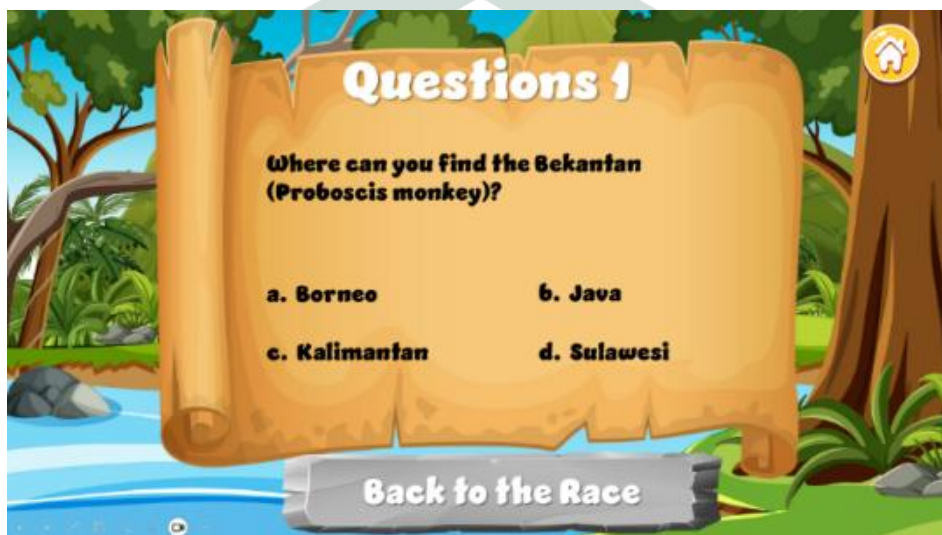 Questions 1
Where can you find the Bekantan
(Proboscis monkey)?
a. Borneo
b. Java
c. Kalimantan
d. Sulawesi
Back to the Race